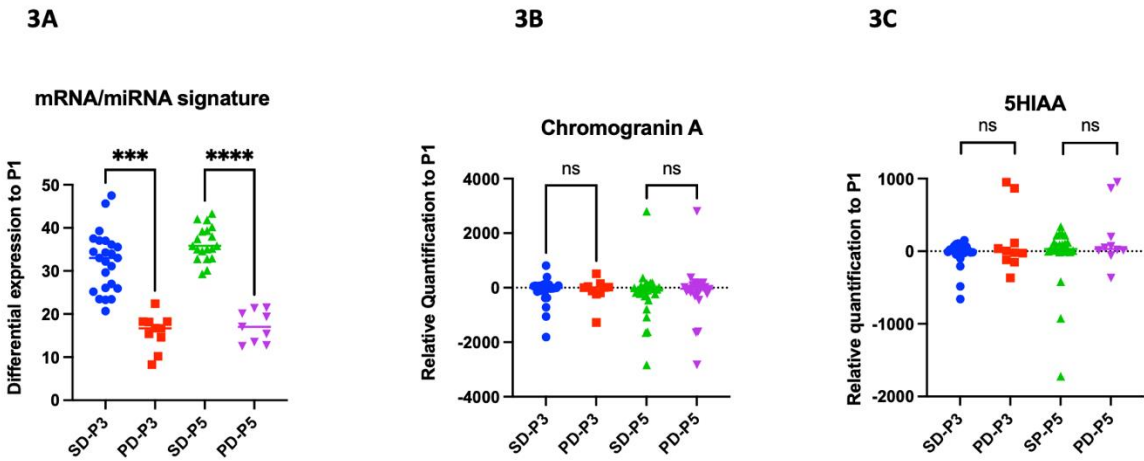 3A
3B
3C
mRNA/miRNA signature
Differential expression to P1
***
****
50
40
30
20
10
0
SD-P3
PD-P3
SD-P5
PD-P5
Chromogranin A
Relative Quantification to P1
ns
ns
4000
2000
0
-2000
-4000
SD-P3
PD-P3
SD-P5
PD-P5
5HIAA
Relative quantification to P1
ns
ns
1000
0
-1000
-2000
SD-P3
PD-P3
SP-P5
PD-P5